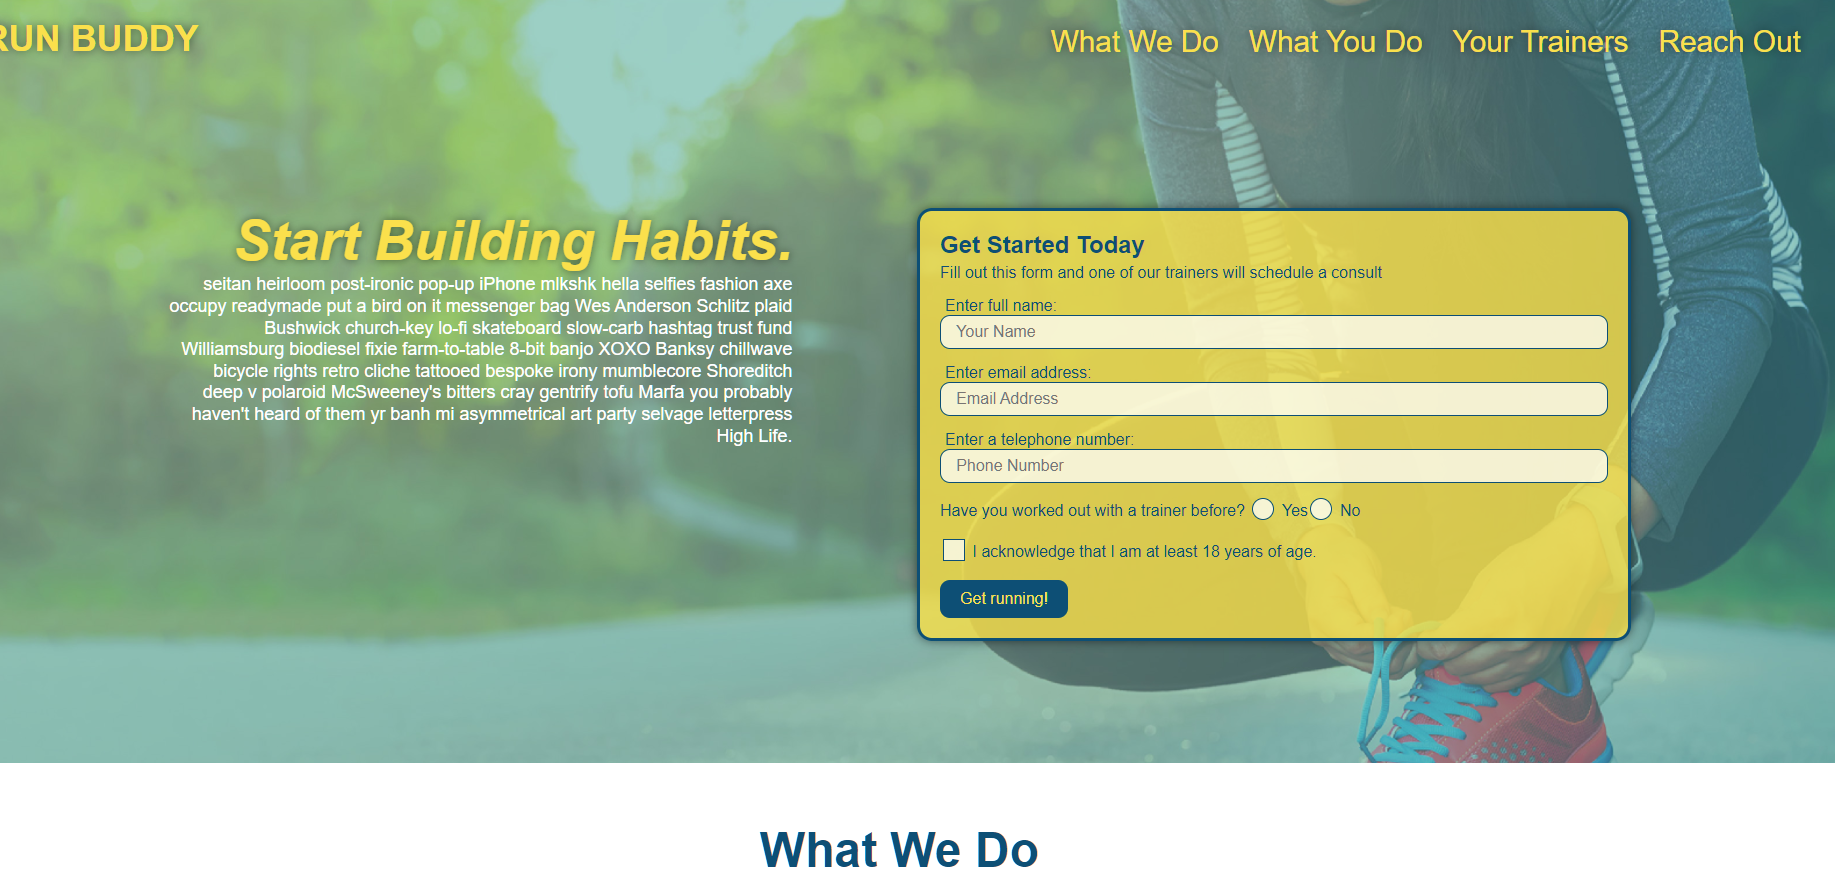 RUN BUDDY
What We Do
What You Do
Your Trainers
Reach Out
Start Building Habits.
seitan heirloom post-ironic pop-up iPhone mlkshk hella selfies fashion axe
occupy readymade put a bird on it messenger bag Wes Anderson Schlitz plaid
Bushwick church-key lo-fi skateboard slow-carb hashtag trust fund
Williamsburg biodiesel fixie farm-to-table 8-bit banjo XOXO Banksy chillwave
bicycle rights retro cliche tattooed bespoke irony mumblecore Shoreditch
deep v polaroid McSweeney's bitters cray gentrify tofu Marfa you probably
haven't heard of them yr banh mi asymmetrical art party selvage letterpress
High Life.
Get Started Today
Fill out this form and one of our trainers will schedule a consult
Enter full name:
Your Name
Enter email address:
Email Address
Enter a telephone number:
Phone Number
Have you worked out with a trainer before? Yes No
I acknowledge that I am at least 18 years of age.
Get running!
What We Do